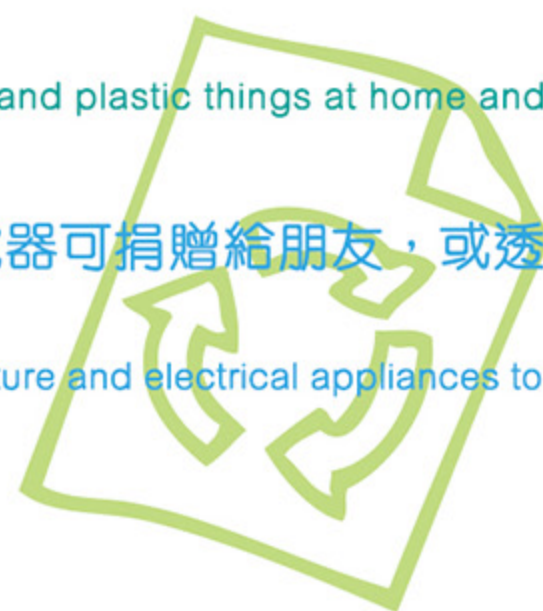 and plastic things at home and
器可捐贈給朋友，或透
ture and electrical appliances to